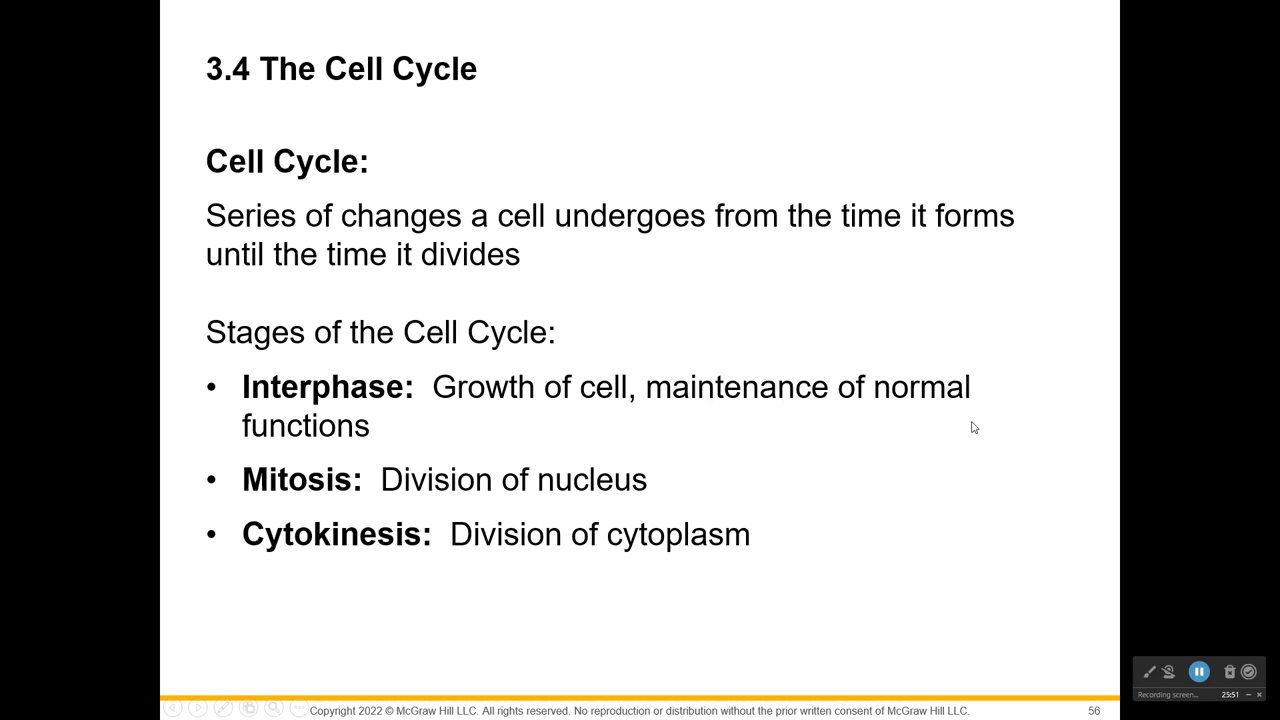 3.4 The Cell Cycle
Cell Cycle:
Series of changes a cell undergoes from the time it forms
until the time it divides
Stages of the Cell Cycle:
• Interphase: Growth of cell, maintenance of normal
functions
• Mitosis: Division of nucleus
• Cytokinesis: Division of cytoplasm
Copyright 2022 © McGraw Hill LLC. All rights reserved. No reproduction or distribution without the prior written consent of McGraw Hill LLC.
56
Recording screen...
25:51